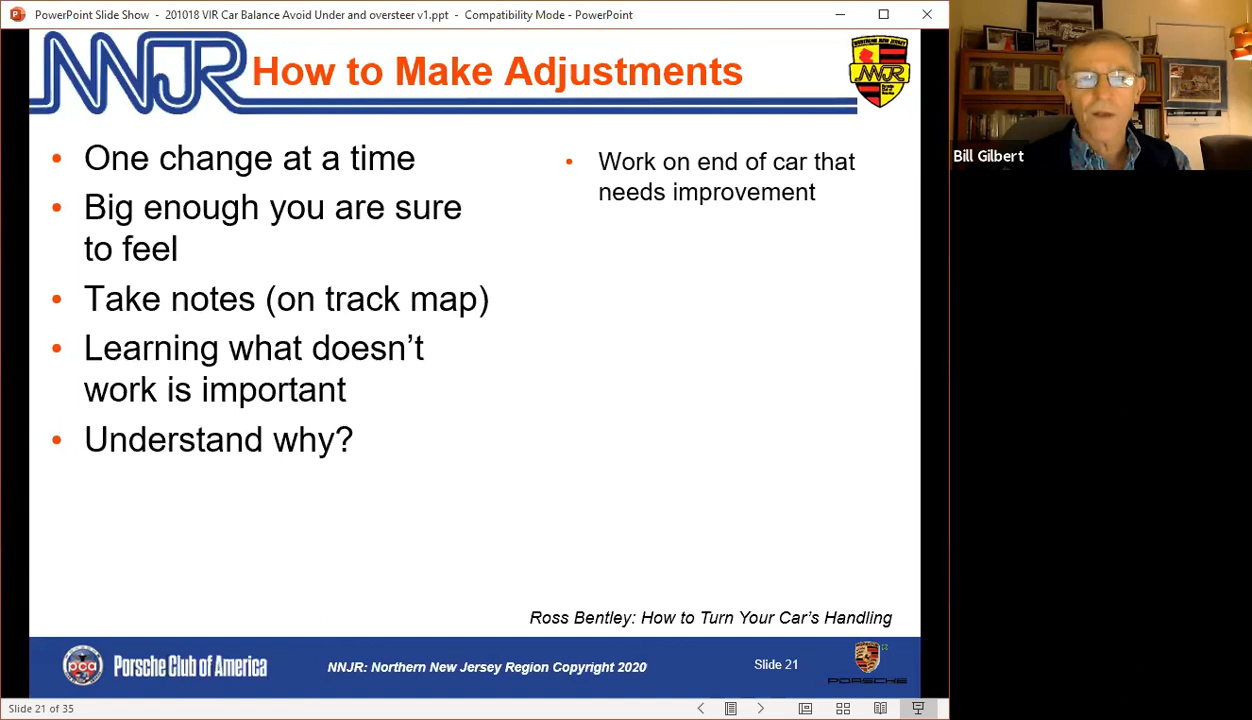 PowerPoint Slide Show - 201018 VIR Car Balance Avoid Under and oversteer v1.ppt - Compatibility Mode - PowerPoint
NNJR
How to Make Adjustments
NNJR
• One change at a time
• Big enough you are sure
to feel
• Take notes (on track map)
• Learning what doesn’t
work is important
• Understand why?
• Work on end of car that
needs improvement
Bill Gilbert
Ross Bentley: How to Turn Your Car’s Handling
pca
Porsche Club of America
NNJR: Northern New Jersey Region Copyright 2020
Slide 21
PORSCHE
Slide 21 of 35